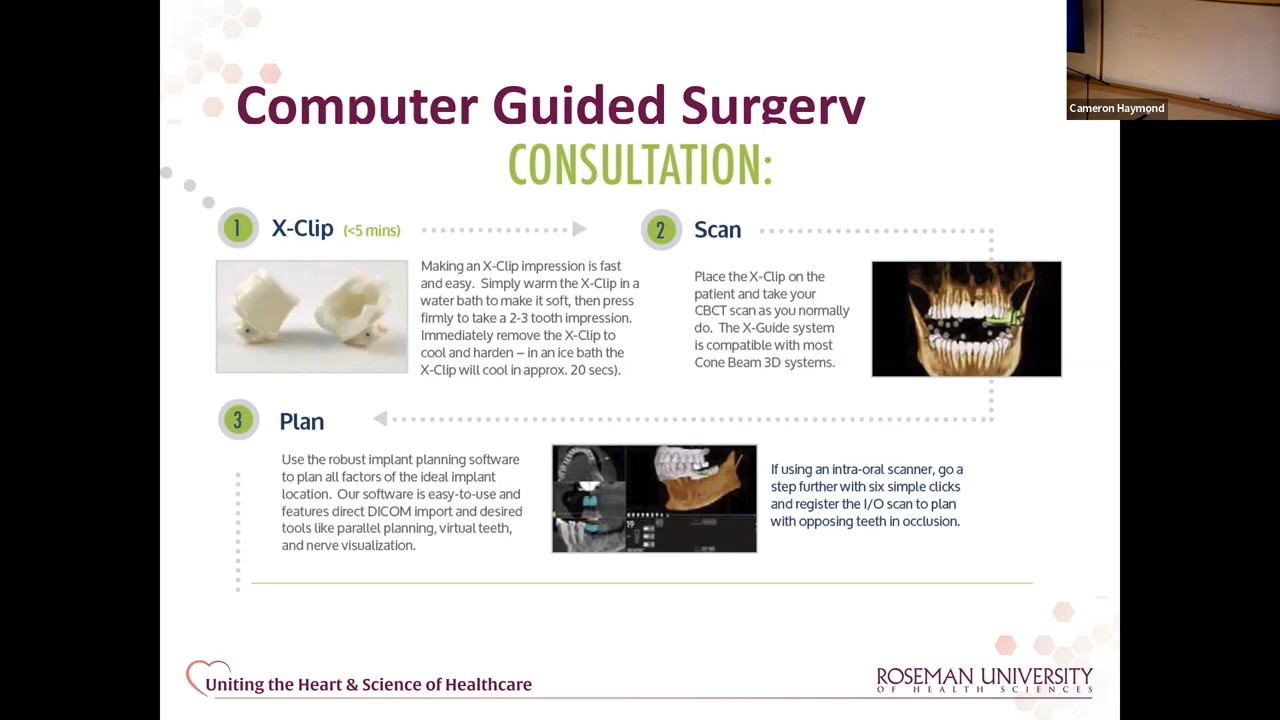 Computer Guided Surgery
Cameron Haymond
CONSULTATION:
1 X-Clip (<5 mins)
Making an X-Clip impression is fast
and easy. Simply warm the X-Clip in a
water bath to make it soft, then press
firmly to take a 2-3 tooth impression.
Immediately remove the X-Clip to
cool and harden – in an ice bath the
X-Clip will cool in approx. 20 secs).
2 Scan
Place the X-Clip on the
patient and take your
CBCT scan as you normally
do. The X-Guide system
is compatible with most
Cone Beam 3D systems.
3 Plan
Use the robust implant planning software
to plan all factors of the ideal implant
location. Our software is easy-to-use and
features direct DICOM import and desired
tools like parallel planning, virtual teeth,
and nerve visualization.
19
If using an intra-oral scanner, go a
step further with six simple clicks
and register the I/O scan to plan
with opposing teeth in occlusion.
Uniting the Heart & Science of Healthcare
ROSEMAN UNIVERSITY
OF HEALTH SCIENCES